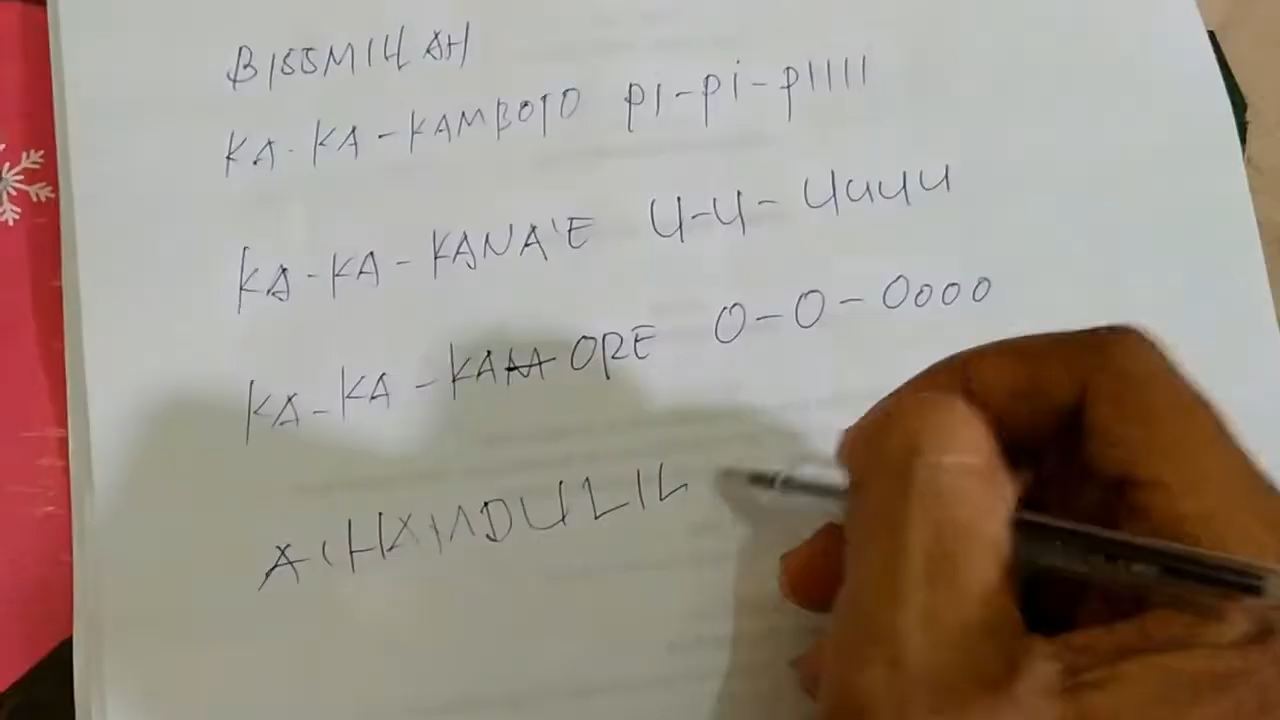 BISSMILLAH
KA-KA-KAMBOTO PI-Pi-PIIII
KA-KA-KANA'E U-U-UUUU
KA-KA-KAORE O-O-OOOO
ALHAMDULIL